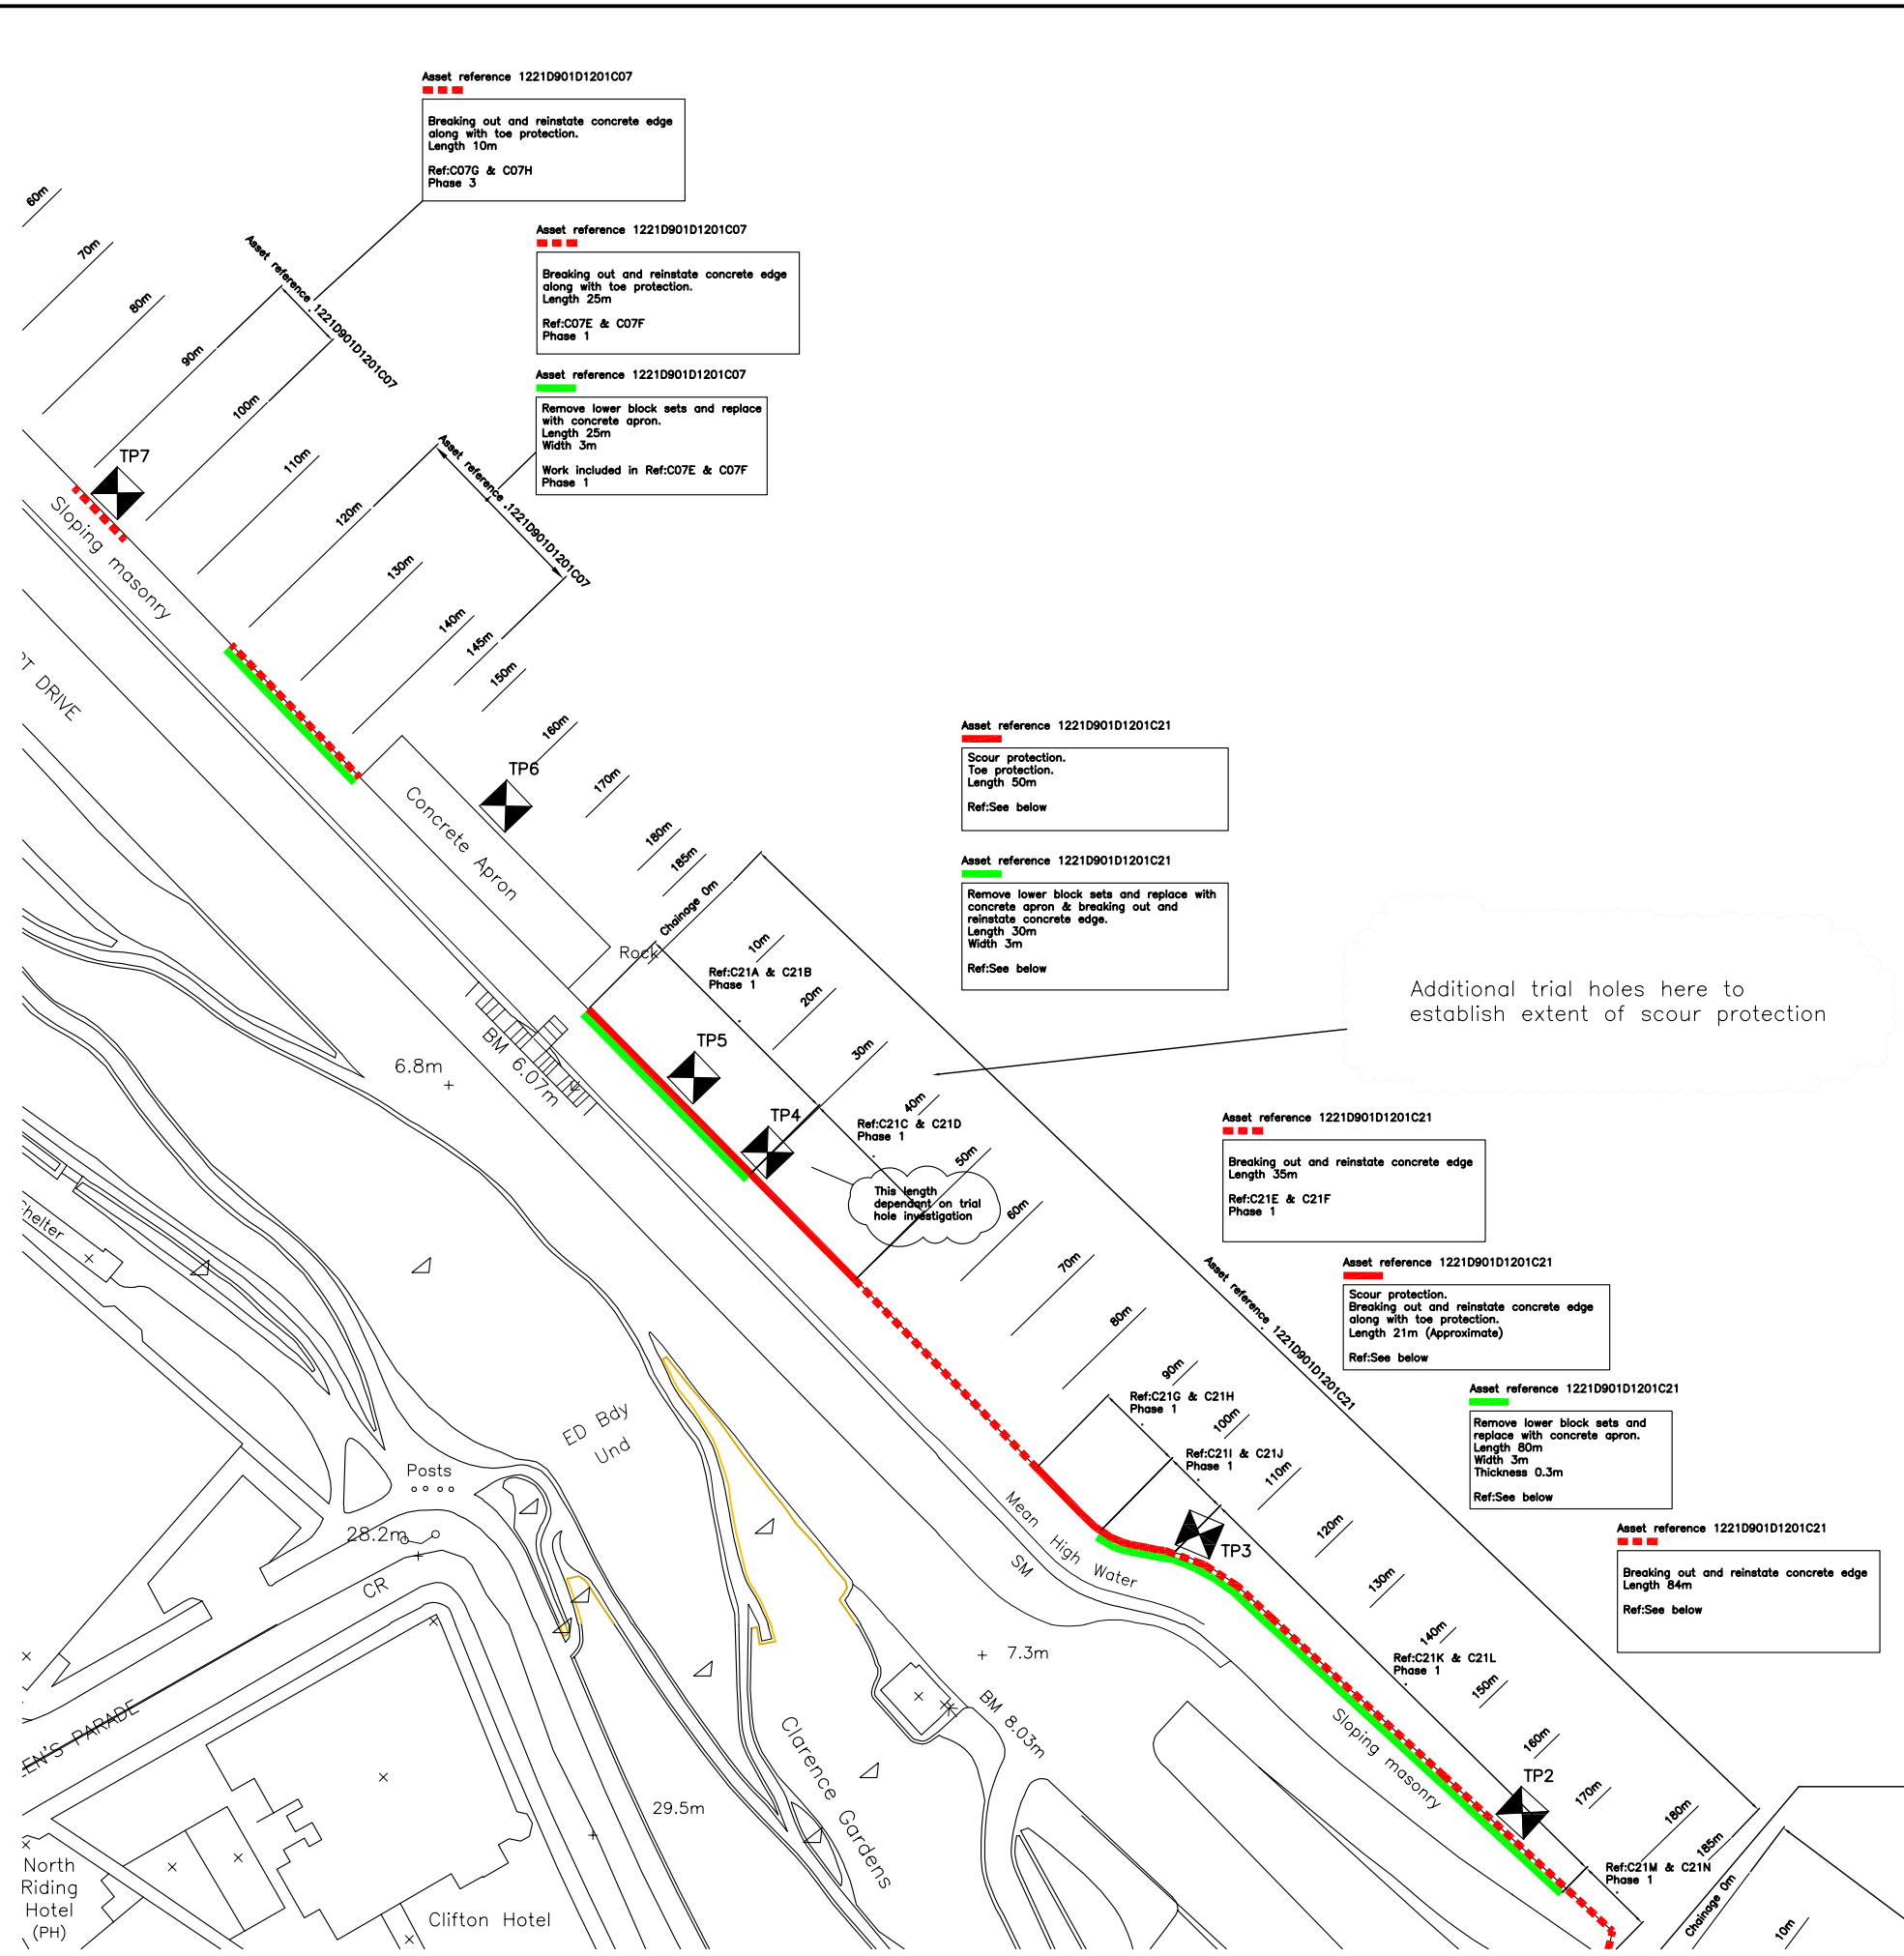 Asset reference 1221D901D1201C07
Breaking out and reinstate concrete edge
along with toe protection.
Length 10m
Ref:C07G & C07H
Phase 3
Asset reference 1221D901D1201C07
Breaking out and reinstate concrete edge
along with toe protection.
Length 25m
Ref:C07E & C07F
Phase 1
Asset reference 1221D901D1201C07
Remove lower block sets and replace
with concrete apron.
Length 25m
Width 3m
Work included in Ref:C07E & C07F
Phase 1
60m
70m
80m
90m
100m
110m
120m
130m
140m
145m
150m
160m
170m
180m
185m
Asset reference 1221D901D1201C07
Asset reference 1221D901D1201C07
TP7
Sloping masonry
DRIVE
TP6
Concrete Apron
Rock
Chainage 0m
Asset reference 1221D901D1201C21
Scour protection.
Toe protection.
Length 50m
Ref:See below
Asset reference 1221D901D1201C21
Remove lower block sets and replace with
concrete apron & breaking out and
reinstate concrete edge.
Length 30m
Width 3m
Ref:See below
Additional trial holes here to
establish extent of scour protection
10m
Ref:C21A & C21B
Phase 1
20m
30m
40m
Ref:C21C & C21D
Phase 1
50m
This length
dependant on trial
hole investigation
60m
70m
80m
90m
Ref:C21G & C21H
Phase 1
100m
Ref:C21I & C21J
Phase 1
110m
120m
130m
140m
Ref:C21K & C21L
Phase 1
150m
160m
170m
180m
185m
Ref:C21M & C21N
Phase 1
Chainage 0m
10m
TP5
TP4
TP3
TP2
BM 6.07m
6.8m
Asset reference 1221D901D1201C21
Asset reference 1221D901D1201C21
Breaking out and reinstate concrete edge
Length 35m
Ref:C21E & C21F
Phase 1
Asset reference 1221D901D1201C21
Scour protection.
Breaking out and reinstate concrete edge
along with toe protection.
Length 21m (Approximate)
Ref:See below
Asset reference 1221D901D1201C21
Remove lower block sets and
replace with concrete apron.
Length 80m
Width 3m
Thickness 0.3m
Ref:See below
Asset reference 1221D901D1201C21
Breaking out and reinstate concrete edge
Length 84m
Ref:See below
Shelter
ED Bdy
Und
Posts
28.2m
CR
Mean High Water
SM
7.3m
BM 8.03m
Sloping masonry
Clarence Gardens
EN'S PARADE
29.5m
North
Riding
Hotel
(PH)
Clifton Hotel